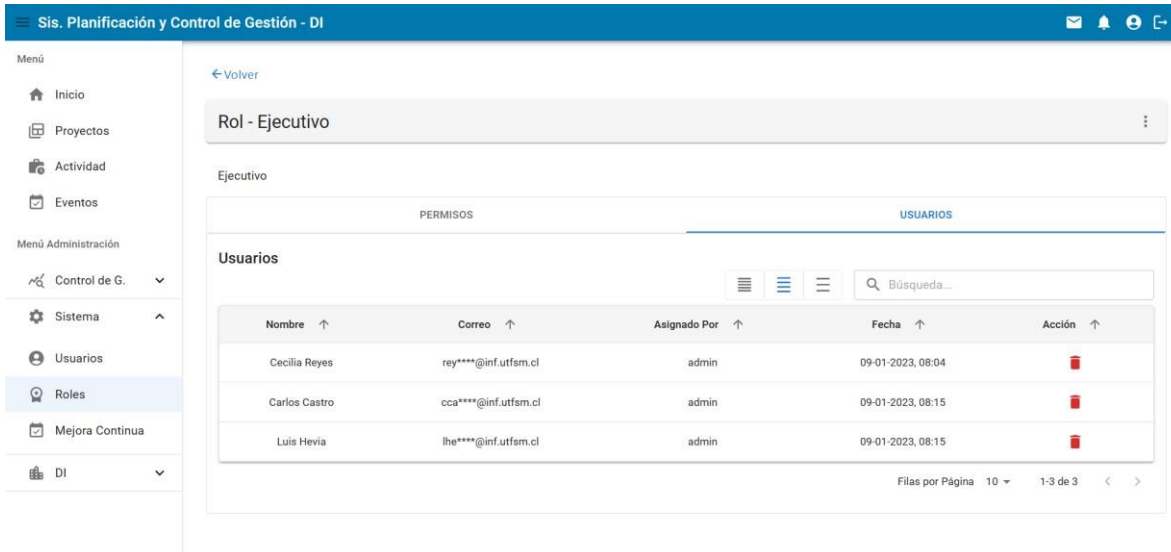 Sis. Planificación y Control de Gestión - DI
Menú
Inicio
Proyectos
Actividad
Eventos
Menú Administración
Control de G.
Sistema
Usuarios
Roles
Mejora Continua
DI
Volver
Rol - Ejecutivo
Ejecutivo
PERMISOS USUARIOS
Usuarios
Búsqueda...
Nombre Correo Asignado Por Fecha Acción
Cecilia Reyes rey****@inf.utfsm.cl admin 09-01-2023, 08:04
Carlos Castro cca****@inf.utfsm.cl admin 09-01-2023, 08:15
Luis Hevia lhe****@inf.utfsm.cl admin 09-01-2023, 08:15
Filas por Página 10 1-3 de 3